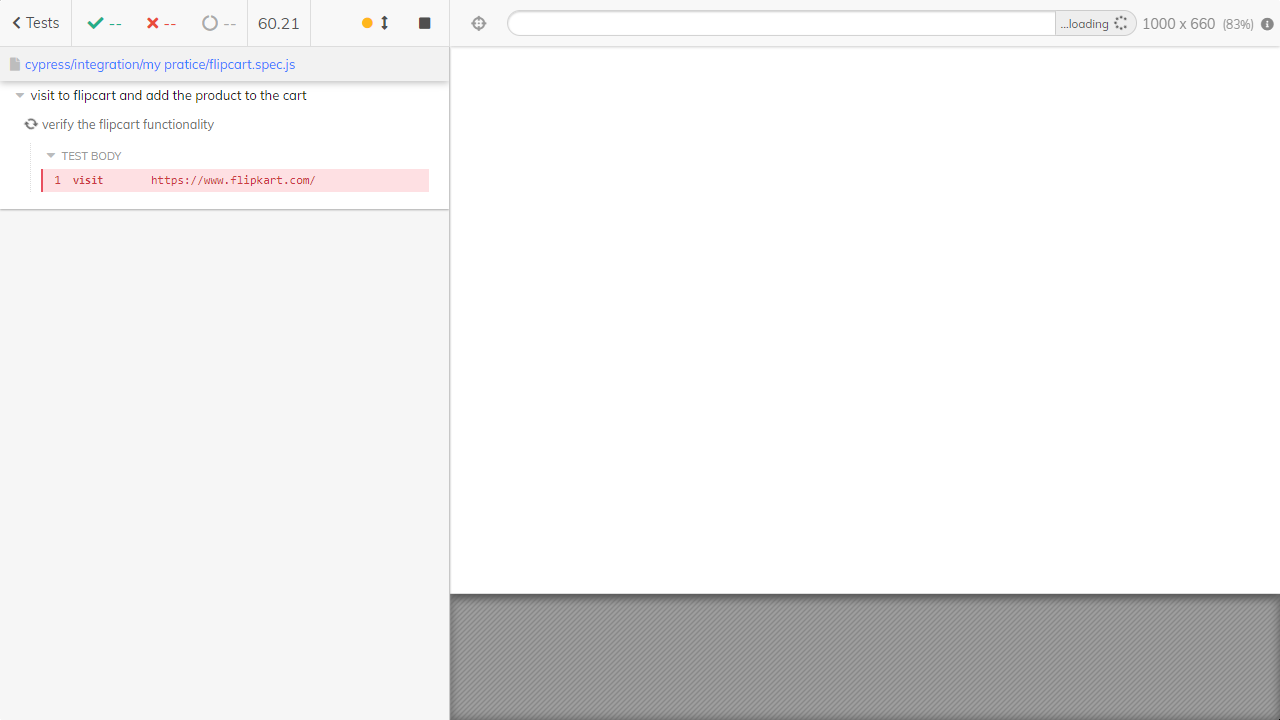 Tests -- -- -- 60.21 ...loading 1000 x 660 (83%)
cypress/integration/my pratice/flipcart.spec.js
visit to flipcart and add the product to the cart
verify the flipcart functionality
TEST BODY
1 visit https://www.flipkart.com/